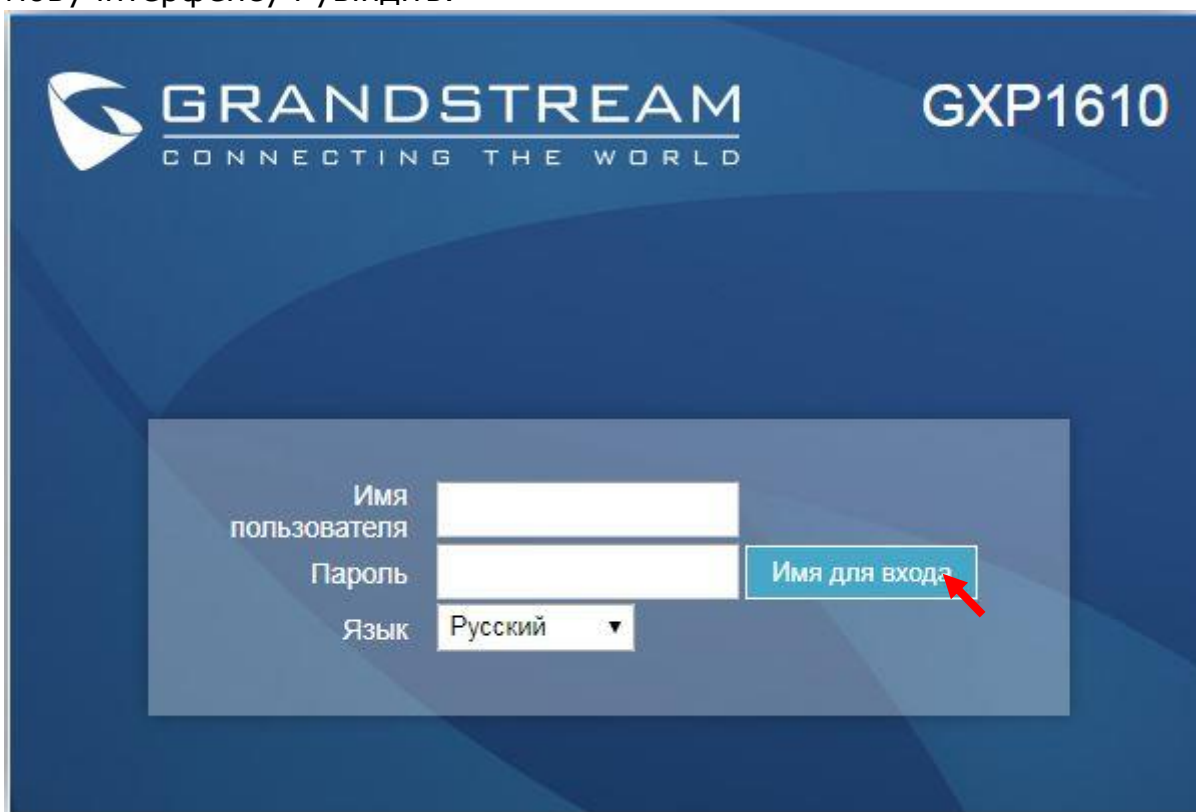 GRANDSTREAM
CONNECTING THE WORLD
GXP1610
Имя
пользователя
Пароль
Имя для входа
Язык
Русский